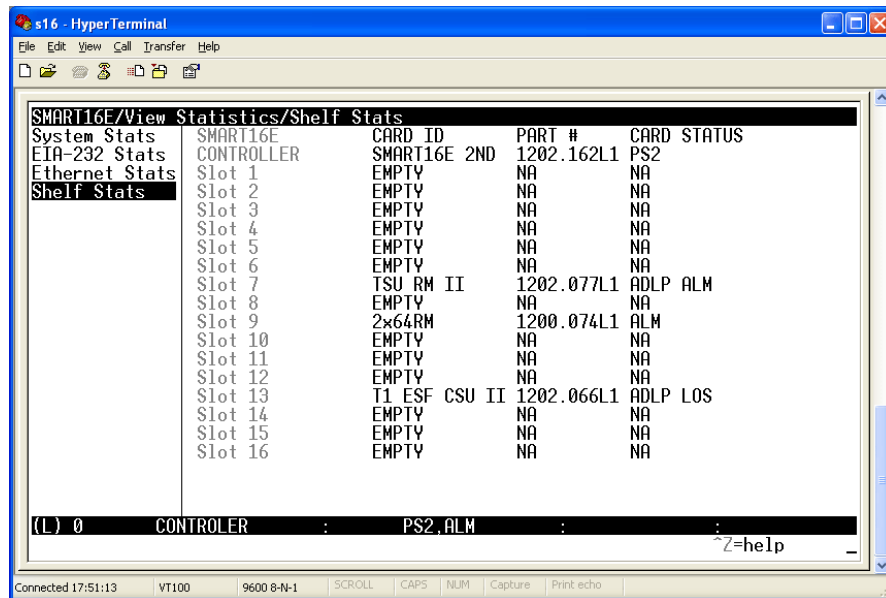 s16 - HyperTerminal
File Edit View Call Transfer Help
SMART16E/View Statistics/Shelf Stats
System Stats SMART16E CARD ID PART # CARD STATUS
EIA-232 Stats CONTROLLER SMART16E 2ND 1202.162L1 PS2
Ethernet Stats Slot 1 EMPTY NA NA
Shelf Stats Slot 2 EMPTY NA NA
Slot 3 EMPTY NA NA
Slot 4 EMPTY NA NA
Slot 5 EMPTY NA NA
Slot 6 EMPTY NA NA
Slot 7 TSU RM II 1202.077L1 ADLP ALM
Slot 8 EMPTY NA NA
Slot 9 2x64RM 1200.074L1 ALM
Slot 10 EMPTY NA NA
Slot 11 EMPTY NA NA
Slot 12 EMPTY NA NA
Slot 13 T1 ESF CSU II 1202.066L1 ADLP LOS
Slot 14 EMPTY NA NA
Slot 15 EMPTY NA NA
Slot 16 EMPTY NA NA
(L) 0 CONTROLER : PS2,ALM : :
^Z=help _
Connected 17:51:13 VT100 9600 8-N-1 SCROLL CAPS NUM Capture Print echo